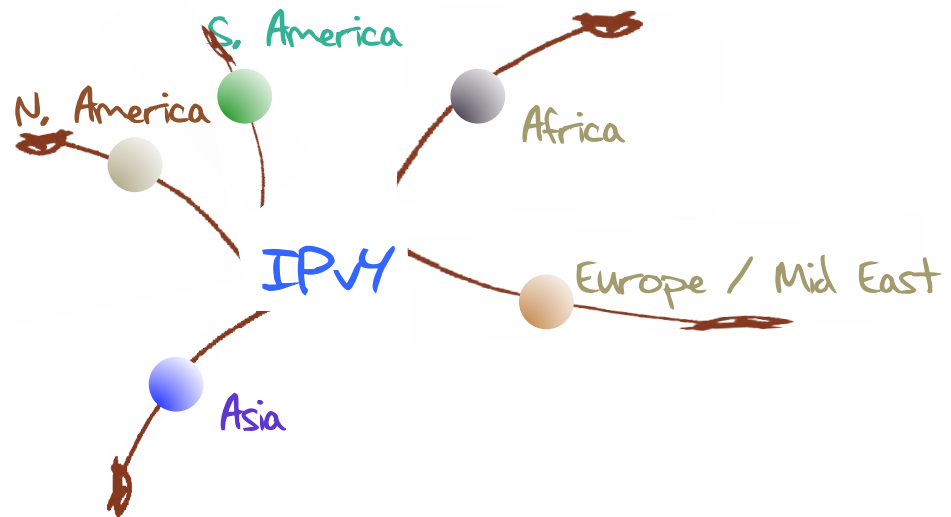 S. America
N. America
Africa
IPv4
Europe / Mid East
Asia